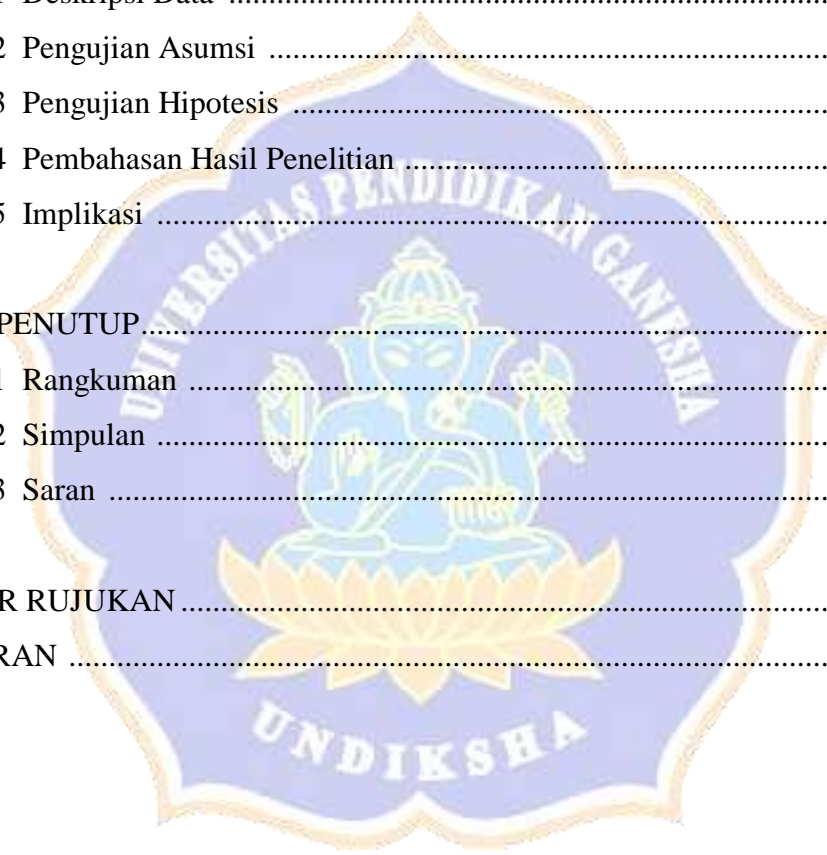 1 Deskripsi Data ....................................................................................................
2 Pengujian Asumsi ..............................................................................................
3 Pengujian Hipotesis ...........................................................................................
4 Pembahasan Hasil Penelitian ............................................................................
5 Implikasi ............................................................................................................
PENUTUP..............................................................................................................
1 Rangkuman .......................................................................................................
2 Simpulan ............................................................................................................
3 Saran ..................................................................................................................
R RUJUKAN..........................................................................................................
RAN .......................................................................................................................
UNIVERSITAS PENDIDIKAN GANESHA
UNDIKSHA